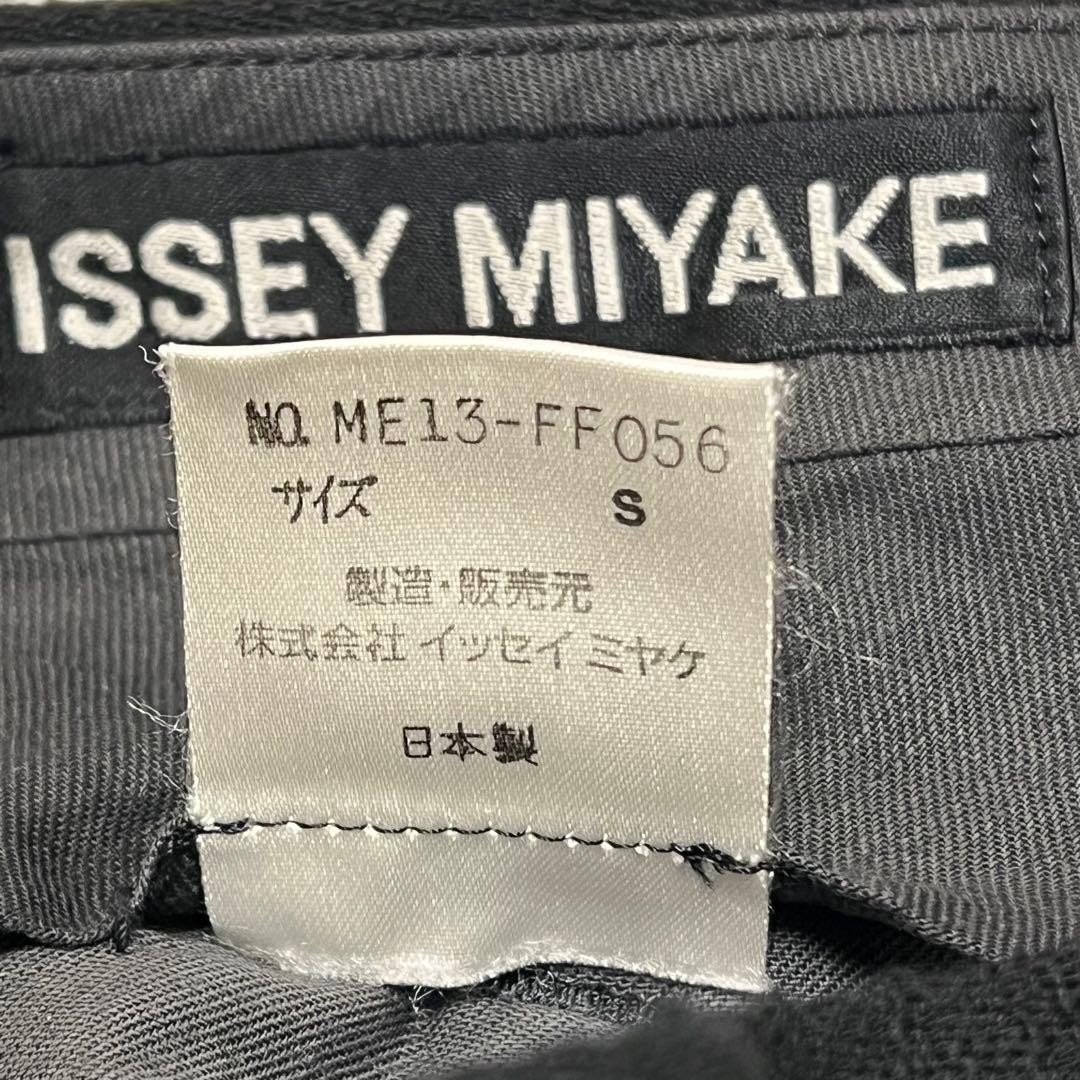 ISSEY MIYAKE
NO. ME13-FF056
サイズ S
製造・販売元
株式会社 イッセイ ミヤケ
日本製